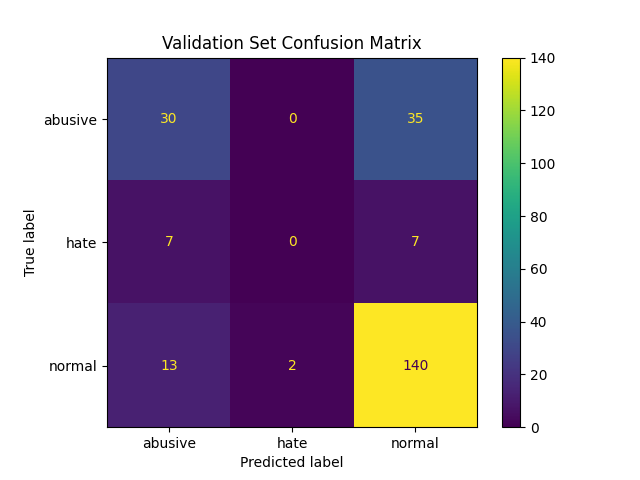 Validation Set Confusion Matrix
True label
abusive
30 0 35
hate
7 0 7
normal
13 2 140
abusive hate normal
Predicted label
140
120
100
80
60
40
20
0